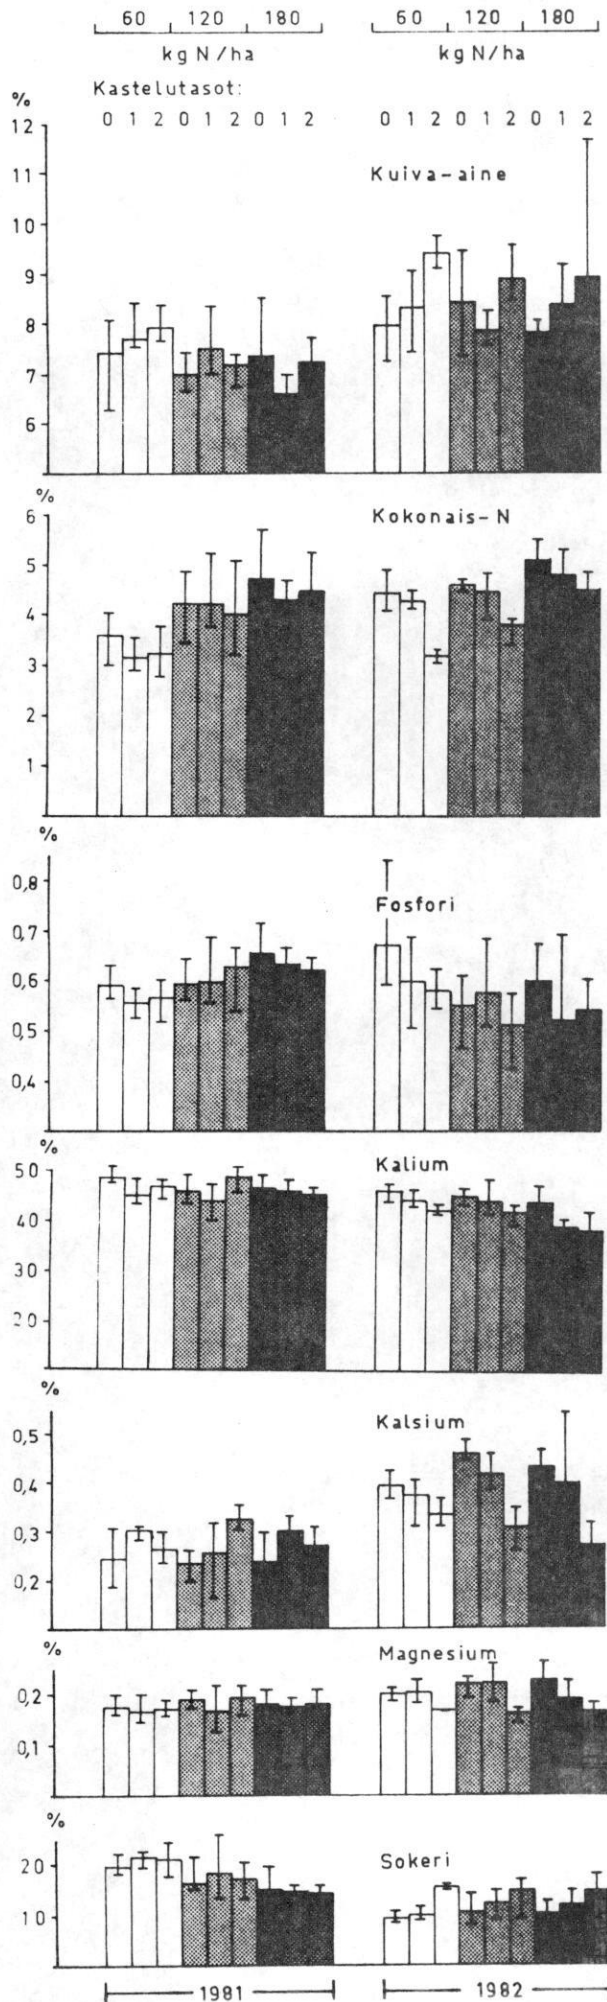 60 120 180 60 120 180
kg N/ha kg N/ha
Kastelutasot:
% 0 1 2 0 1 2 0 1 2 0 1 2 0 1 2 0 1 2
12
Kuiva-aine
11
10
9
8
7
6
%
6 Kokonais-N
5
4
3
2
1
%
0,8
Fosfori
0,7
0,6
0,5
0,4
%
50 Kalium
40
30
20
%
0,5 Kalsium
0,4
0,3
0,2
% Magnesium
0,2
0,1
%
20 Sokeri
10
1981 1982